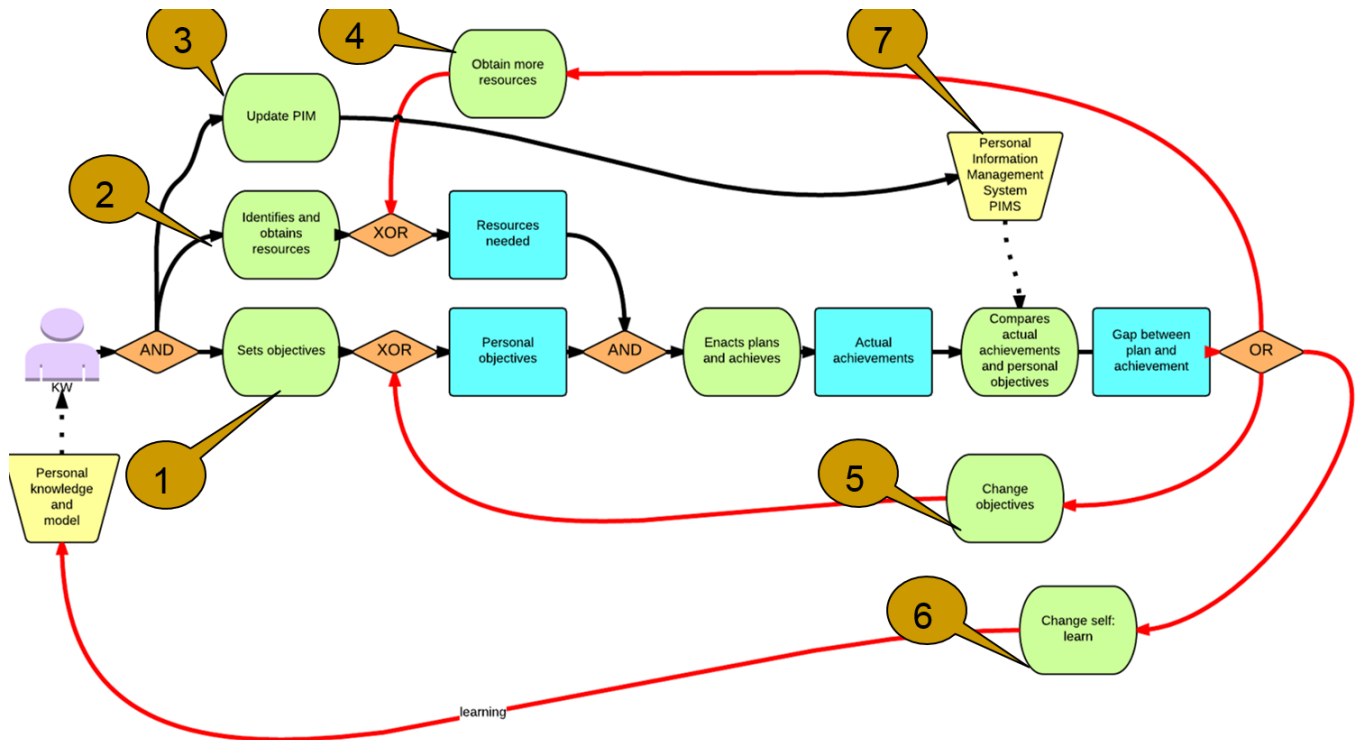 3
4
7
Obtain more
resources
Update PIM
Personal
Information
Management
System
PIMS
2
Identifies and
obtains
resources
XOR
Resources
needed
KW
AND
Sets objectives
XOR
Personal
objectives
AND
Enacts plans
and achieves
Actual
achievements
Compares
actual
achievements
and personal
objectives
Gap between
plan and
achievement
OR
Personal
knowledge
and
model
1
5
Change
objectives
6
Change self:
learn
learning